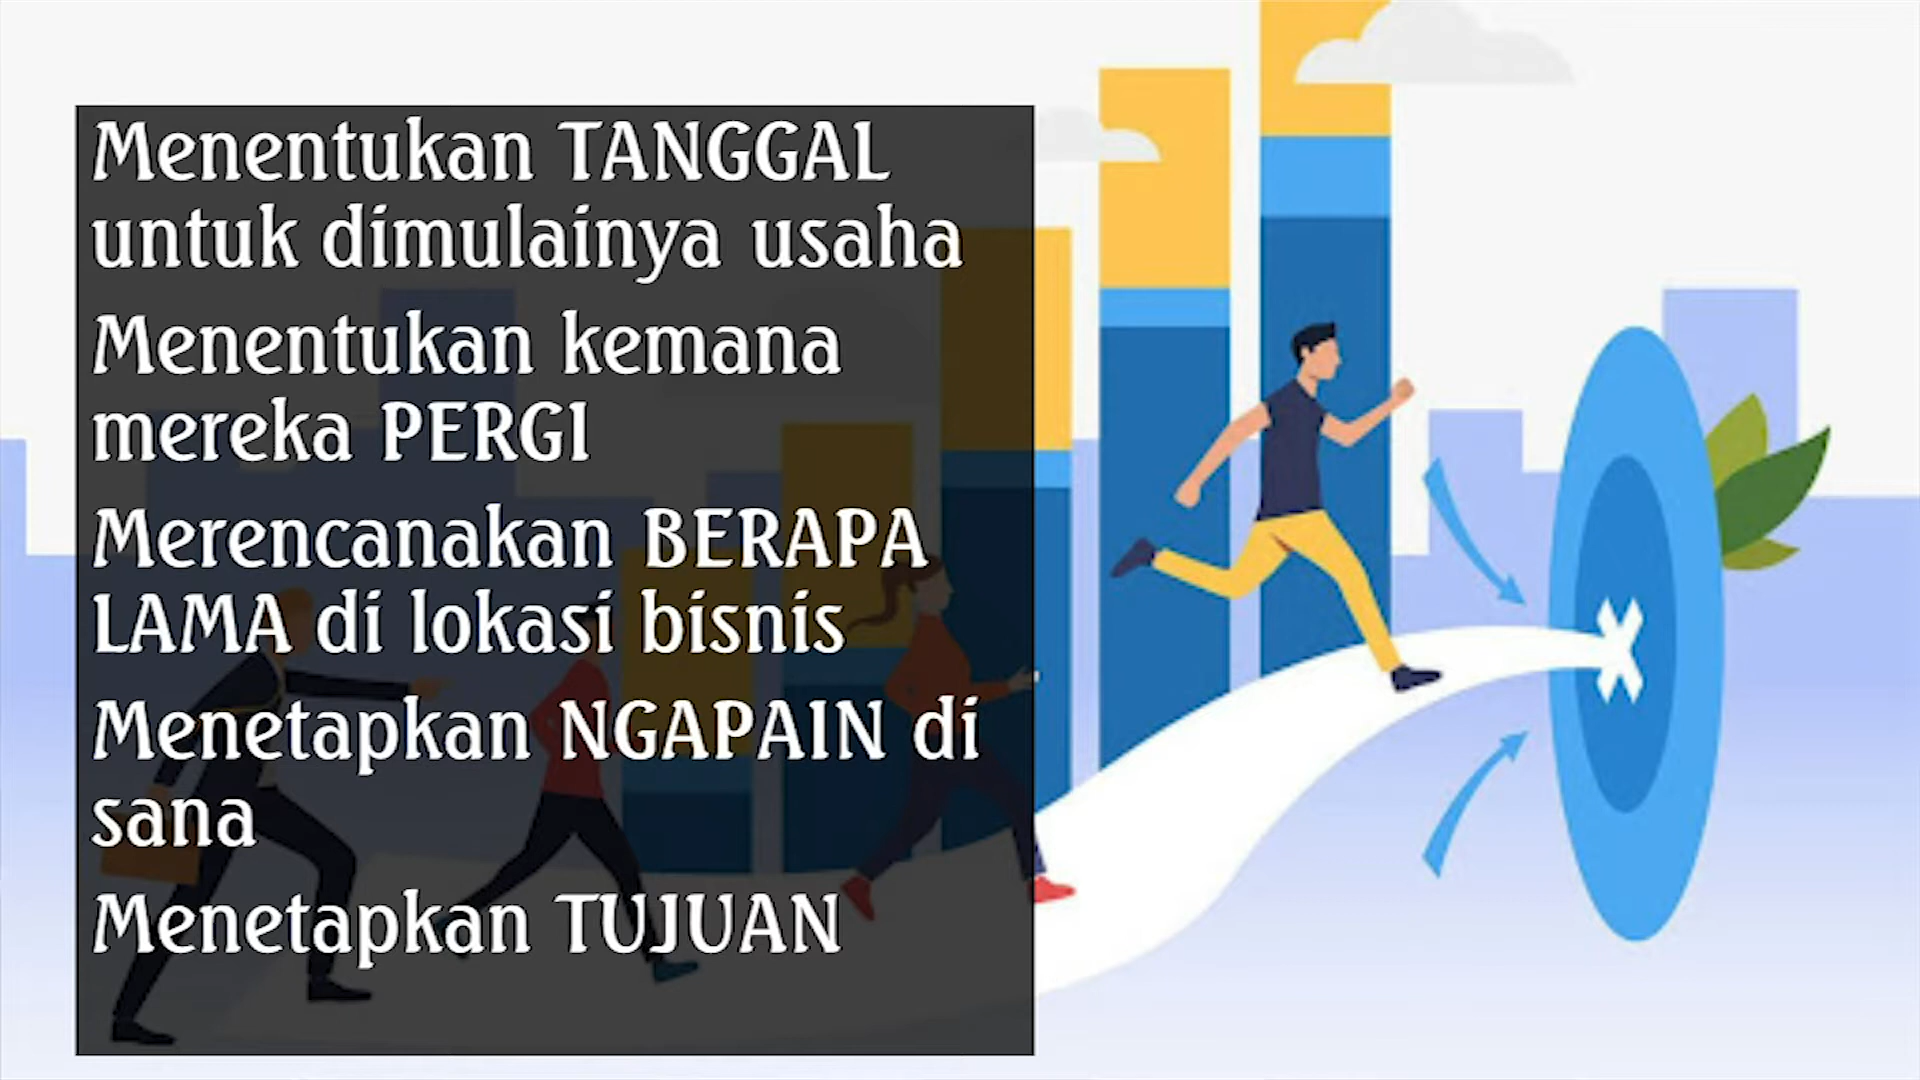 Menentukan TANGGAL
untuk dimulainya usaha
Menentukan kemana
mereka PERGI
Merencanakan BERAPA
LAMA di lokasi bisnis
Menetapkan NGAPAIN di
sana
Menetapkan TUJUAN